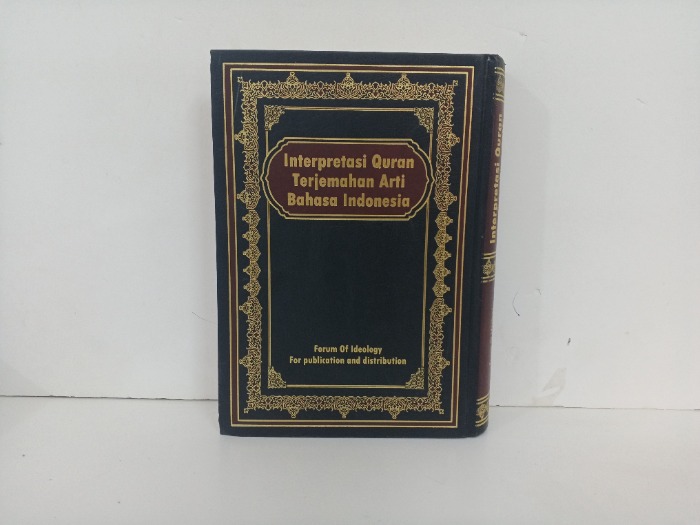 Interpretasi Quran
Terjemahan Arti
Bahasa Indonesia
Forum Of Ideology
For publication and distribution
Interpretasi Quran